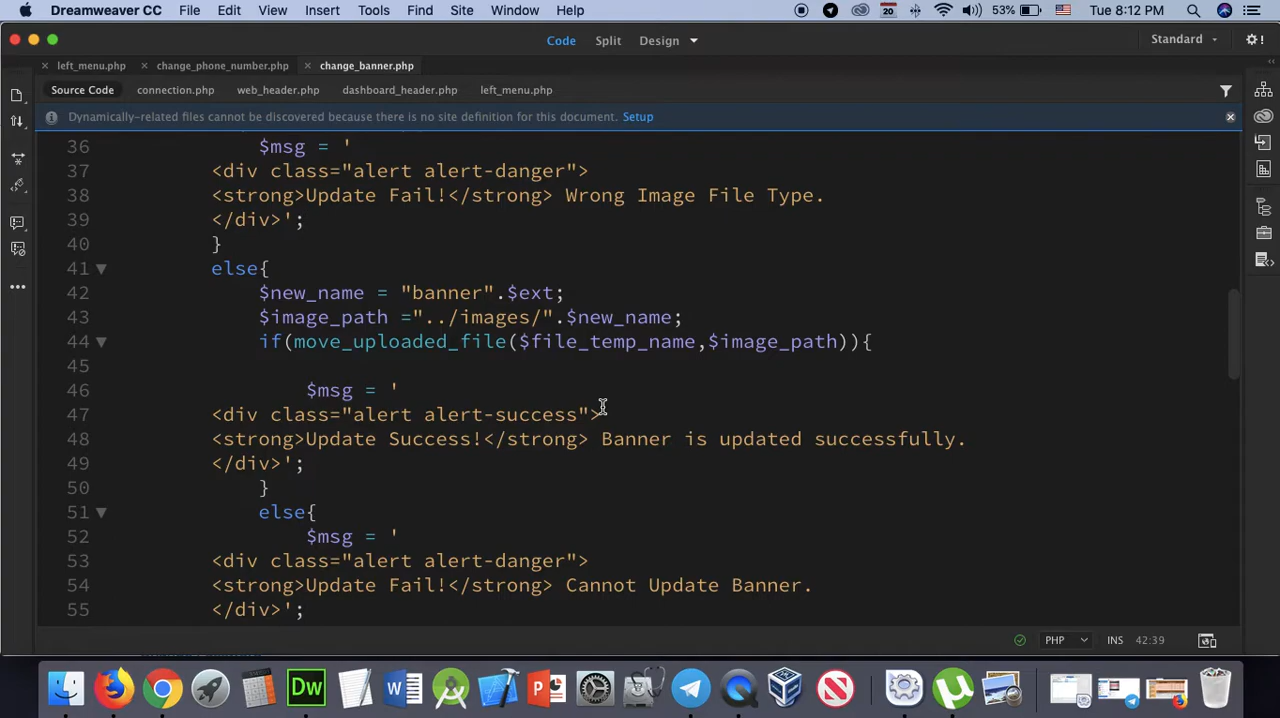 Dreamweaver CC File Edit View Insert Tools Find Site Window Help 20 53% Tue 8:12 PM
Code Split Design Standard
left_menu.php change_phone_number.php change_banner.php
Source Code connection.php web_header.php dashboard_header.php left_menu.php
Dynamically-related files cannot be discovered because there is no site definition for this document. Setup
36 $msg = '
37 <div class="alert alert-danger">
38 <strong>Update Fail!</strong> Wrong Image File Type.
39 </div>';
40 }
41 else{
42 $new_name = "banner".$ext;
43 $image_path ="../images/".$new_name;
44 if(move_uploaded_file($file_temp_name,$image_path)){
45
46 $msg = '
47 <div class="alert alert-success">
48 <strong>Update Success!</strong> Banner is updated successfully.
49 </div>';
50 }
51 else{
52 $msg = '
53 <div class="alert alert-danger">
54 <strong>Update Fail!</strong> Cannot Update Banner.
55 </div>';
PHP INS 42:39
Dw